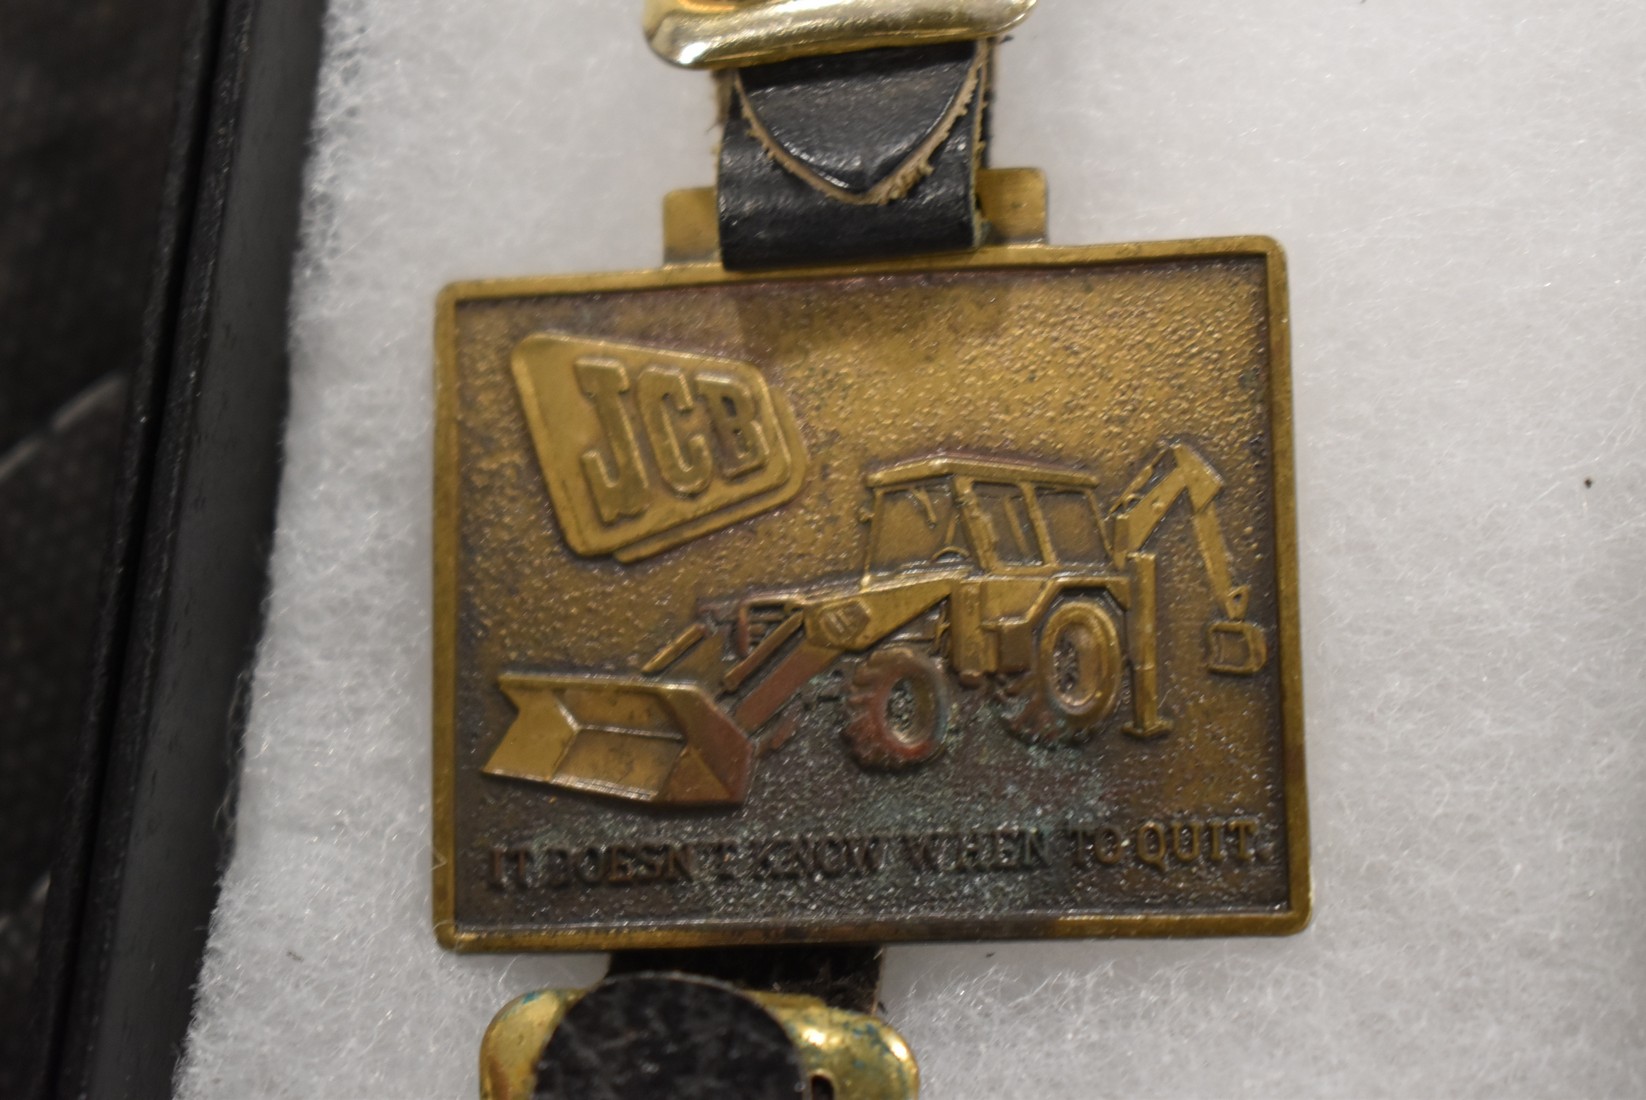 JCB
IT DOESN'T KNOW WHEN TO QUIT.